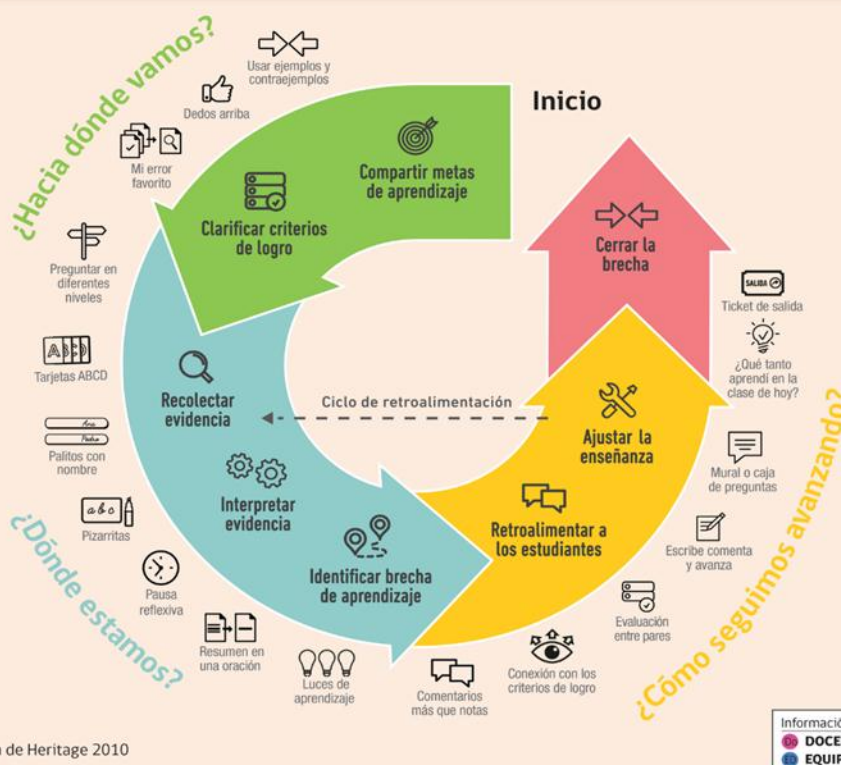 ¿Hacia dónde vamos?
Usar ejemplos y
contraejemplos
Dedos arriba
Mi error
favorito
Inicio
Compartir metas
de aprendizaje
Clarificar criterios
de logro
Cerrar la
brecha
Preguntar en
diferentes
niveles
ABCD
Tarjetas ABCD
Ana
Pedro
Palitos con
nombre
a b c
Pizarritas
Pausa
reflexiva
Resumen en
una oración
Luces de
aprendizaje
¿Dónde estamos?
Recolectar
evidencia
Interpretar
evidencia
Identificar brecha
de aprendizaje
Ciclo de retroalimentación
Ajustar la
enseñanza
Retroalimentar a
los estudiantes
SALIDA
Ticket de salida
¿Qué tanto
aprendí en la
clase de hoy?
Mural o caja
de preguntas
Escribe comenta
y avanza
Evaluación
entre pares
Conexión con los
criterios de logro
Comentarios
más que notas
¿Cómo seguimos avanzando?
de Heritage 2010
Informació
Do DOCE
EQUIP